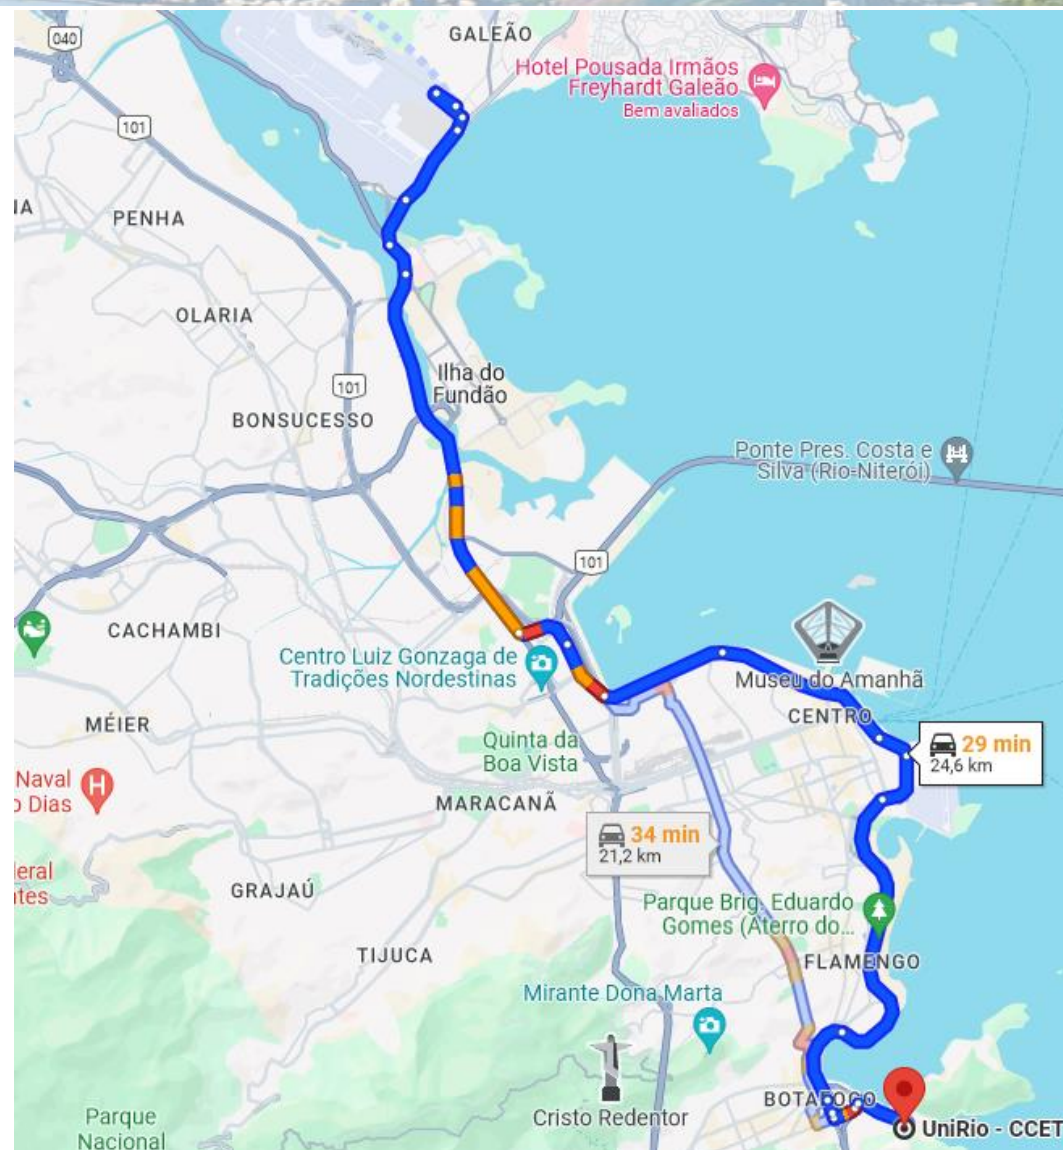 040
GALEÃO
Hotel Pousada Irmãos
Freyhardt Galeão
Bem avaliados
101
PENHA
OLARIA
Ilha do
Fundão
101
BONSUCESSO
Ponte Pres. Costa e
Silva (Rio-Niterói)
101
CACHAMBI
Centro Luiz Gonzaga de
Tradições Nordestinas
Museu do Amanhã
CENTRO
MÉIER
Quinta da
Boa Vista
29 min
24,6 km
Naval
o Dias
H
MARACANÃ
34 min
21,2 km
GRAJAÚ
Parque Brig. Eduardo
Gomes (Aterro do...
TIJUCA
FLAMENGO
Mirante Dona Marta
Cristo Redentor
BOTAFOGO
Parque
Nacional
UniRio - CCET